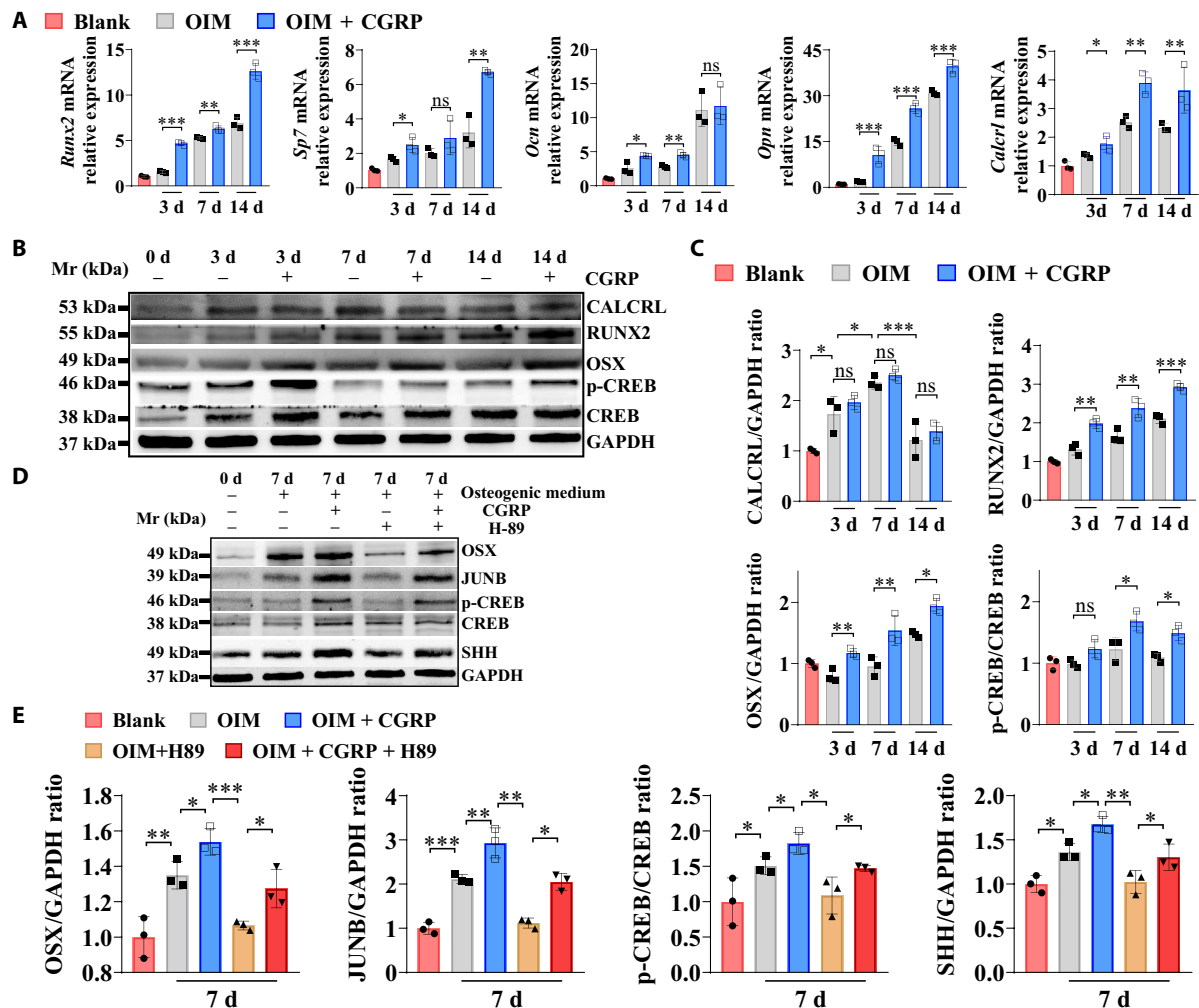 A
Blank OIM OIM + CGRP
Runx2 mRNA
relative expression
15
10
5
0
***
**
***
3 d 7 d 14 d
Sp7 mRNA
relative expression
8
6
4
2
0
*
ns
**
3 d 7 d 14 d
Ocn mRNA
relative expression
20
15
10
5
0
*
**
ns
3 d 7 d 14 d
Opn mRNA
relative expression
45
30
15
0
***
***
***
3 d 7 d 14 d
Calcrl mRNA
relative expression
5
4
3
2
1
0
*
**
**
3d 7 d 14 d
B
0 d 3 d 3 d 7 d 7 d 14 d 14 d
Mr (kDa) – – + – + – + CGRP
53 kDa CALCRL
55 kDa RUNX2
49 kDa OSX
46 kDa p-CREB
38 kDa CREB
37 kDa GAPDH
C
Blank OIM OIM + CGRP
CALCRL/GAPDH ratio
3
2
1
0
*
ns
*
ns
***
ns
3 d 7 d 14 d
RUNX2/GAPDH ratio
4
3
2
1
0
**
**
***
3 d 7 d 14 d
OSX/GAPDH ratio
2
1
0
**
**
*
3 d 7 d 14 d
p-CREB/CREB ratio
2
1
0
ns
*
*
3 d 7 d 14 d
D
0 d 7 d 7 d 7 d 7 d
– + + + + Osteogenic medium
– – + – + CGRP
Mr (kDa) – – – + + H-89
49 kDa OSX
39 kDa JUNB
46 kDa p-CREB
38 kDa CREB
49 kDa SHH
37 kDa GAPDH
E
Blank OIM OIM + CGRP
OIM+H89 OIM + CGRP + H89
OSX/GAPDH ratio
1.8
1.6
1.4
1.2
1.0
0.8
**
*
***
*
7 d
JUNB/GAPDH ratio
4
3
2
1
0
***
**
**
*
7 d
p-CREB/CREB ratio
2.5
2.0
1.5
1.0
0.5
0.0
*
*
*
*
7 d
SHH/GAPDH ratio
2.0
1.5
1.0
0.5
0.0
*
*
**
*
7 d